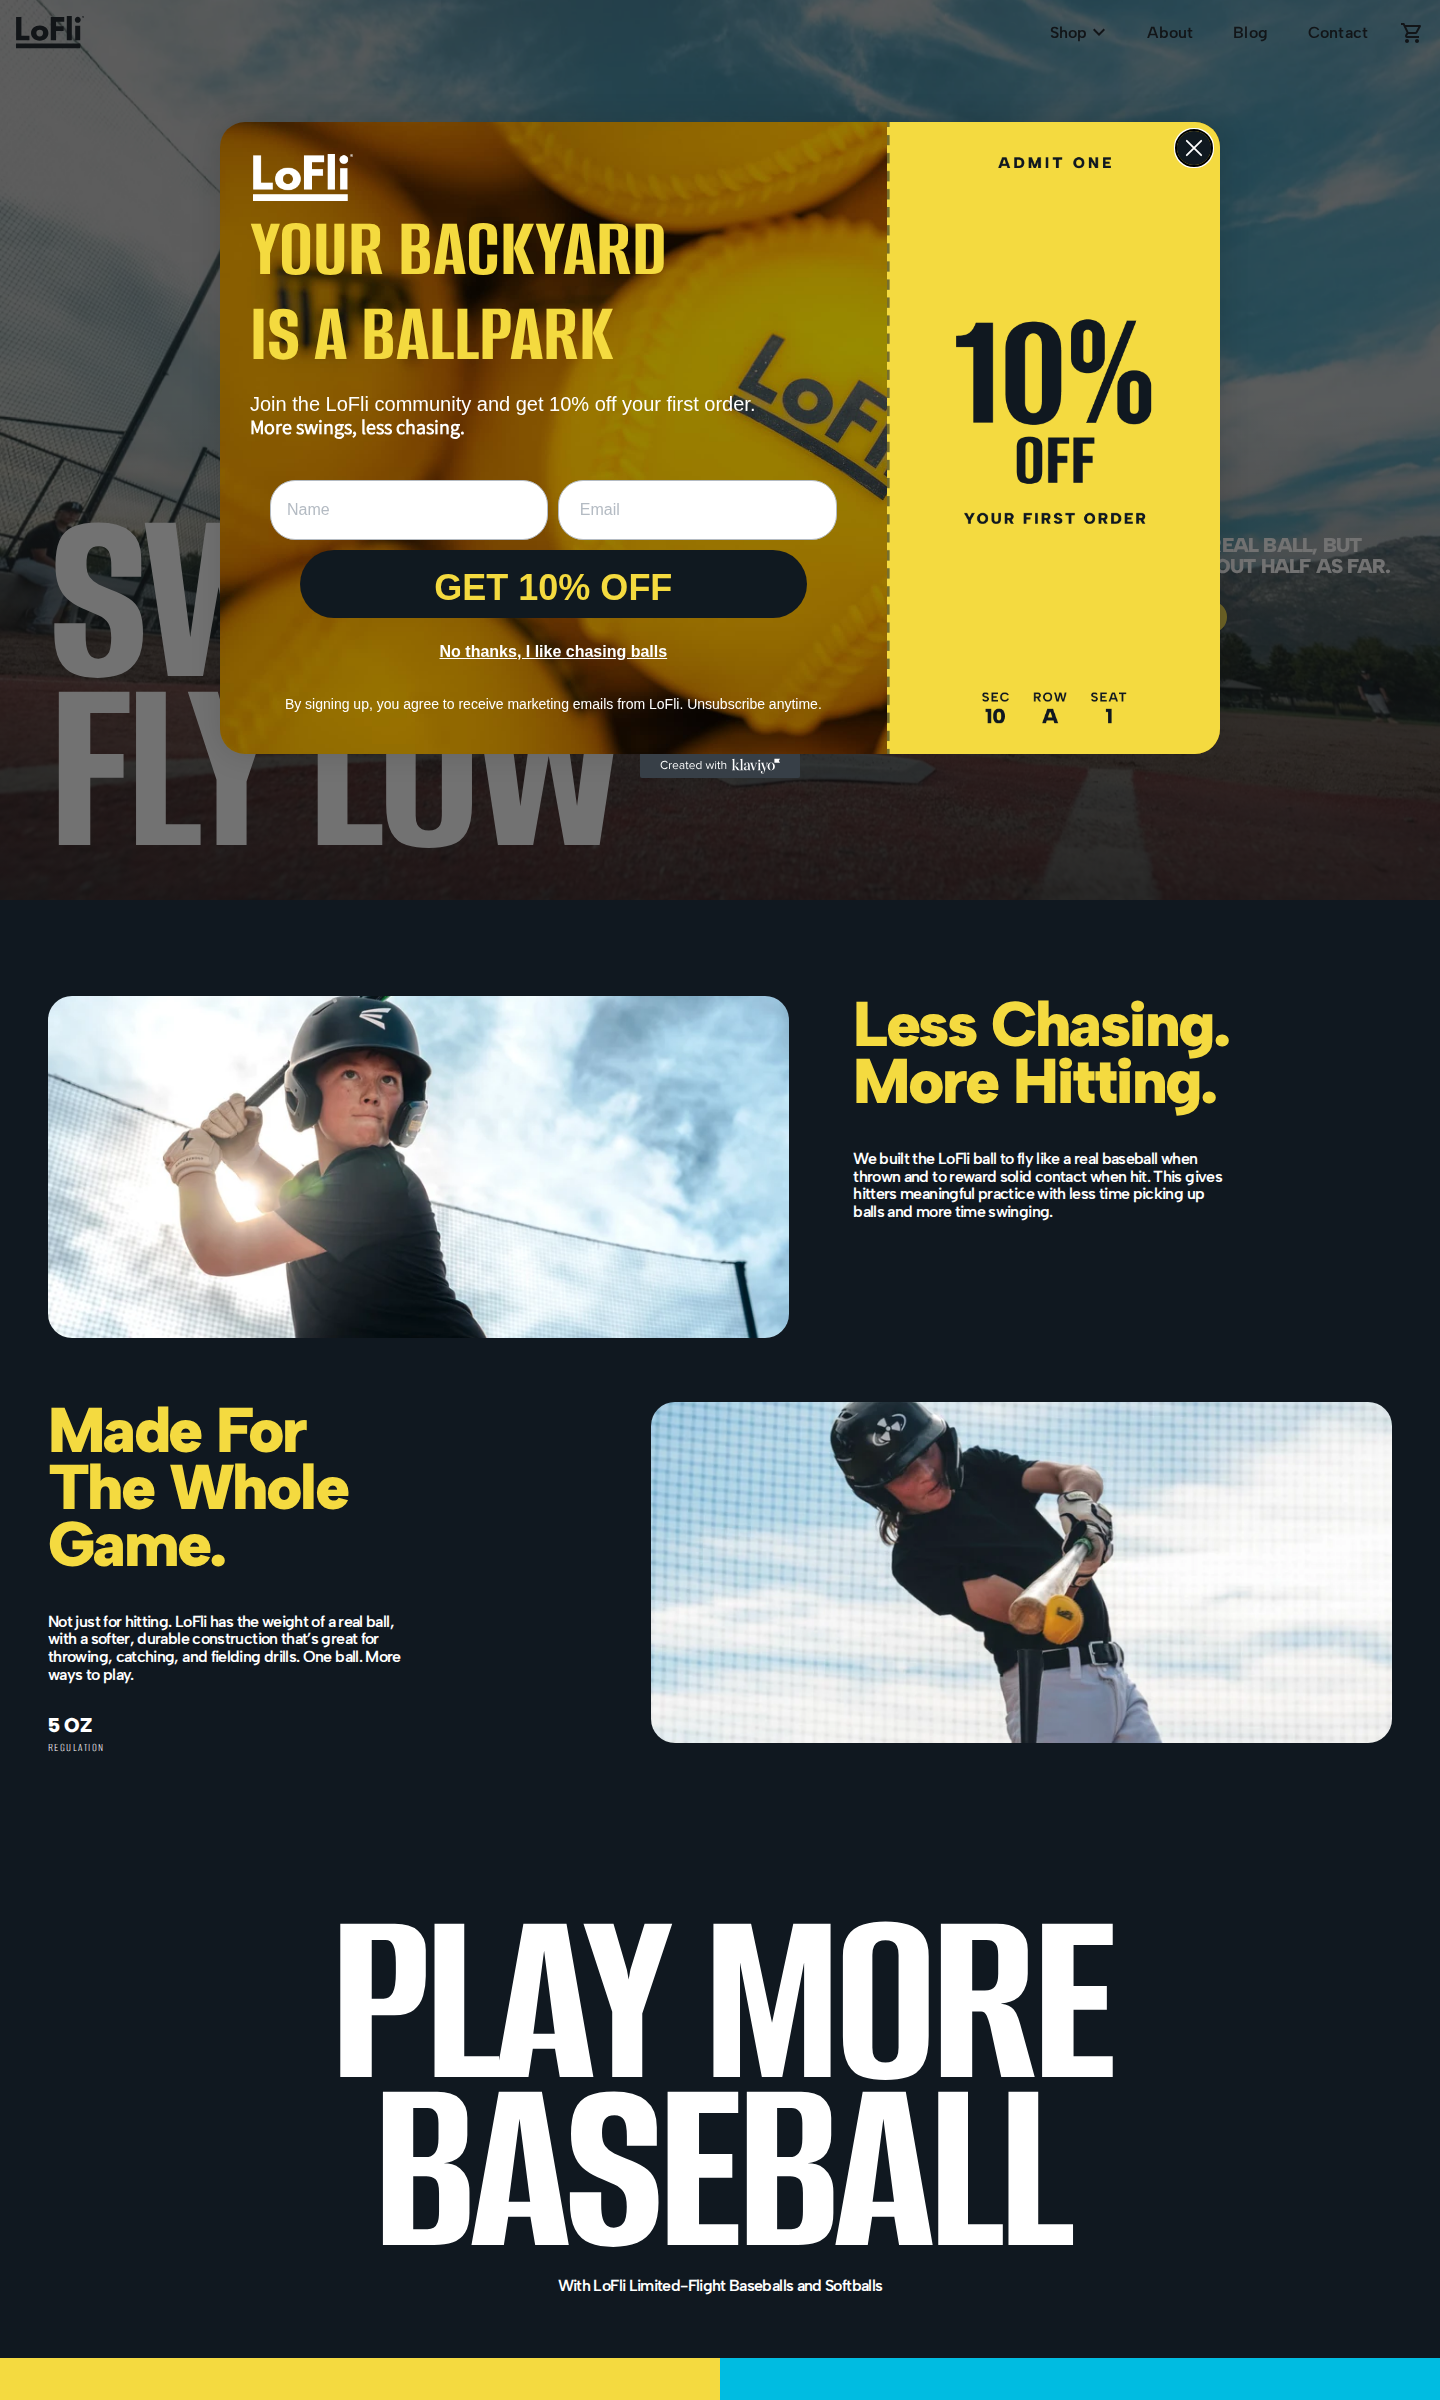 LoFli
Shop
About
Blog
Contact
LoFli
YOUR BACKYARD
IS A BALLPARK
Join the LoFli community and get 10% off your first order.
More swings, less chasing.
Name
Email
GET 10% OFF
No thanks, I like chasing balls
By signing up, you agree to receive marketing emails from LoFli. Unsubscribe anytime.
LoFl
ADMIT ONE
10%
OFF
YOUR FIRST ORDER
SEC ROW SEAT
10 A 1
Created with klaviyo
SW
FLY LOW
REAL BALL, BUT
OUT HALF AS FAR.
Less Chasing.
More Hitting.
We built the LoFli ball to fly like a real baseball when
thrown and to reward solid contact when hit. This gives
hitters meaningful practice with less time picking up
balls and more time swinging.
Made For
The Whole
Game.
Not just for hitting. LoFli has the weight of a real ball,
with a softer, durable construction that's great for
throwing, catching, and fielding drills. One ball. More
ways to play.
5 OZ
REGULATION
PLAY MORE
BASEBALL
With LoFli Limited-Flight Baseballs and Softballs